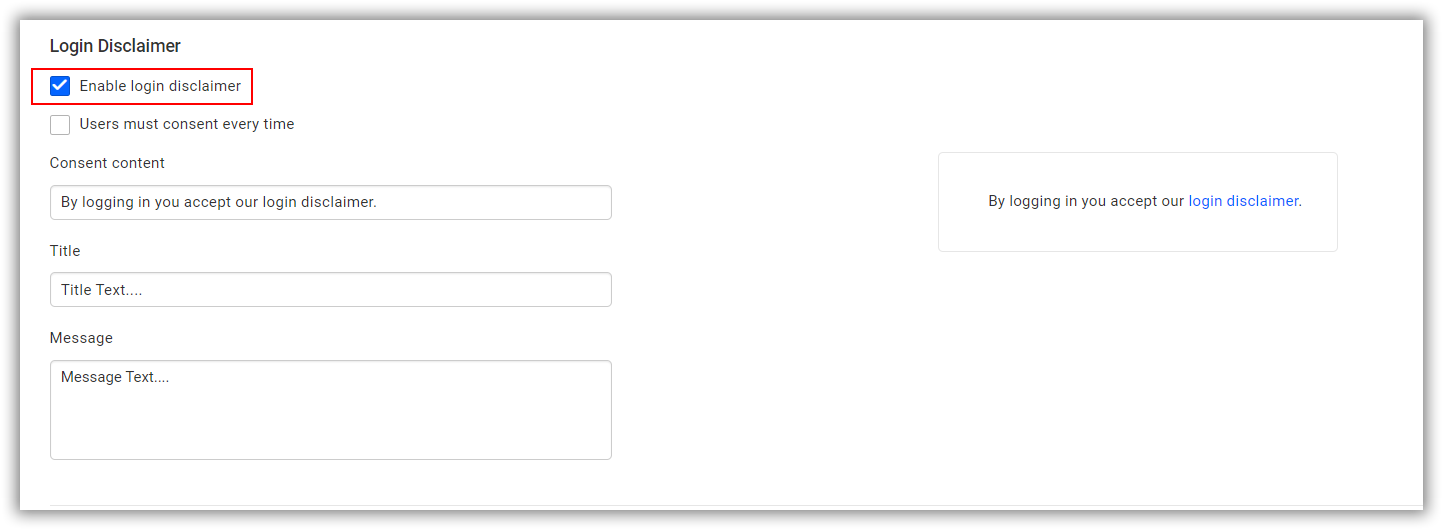 Login Disclaimer
Enable login disclaimer
Users must consent every time
Consent content
By logging in you accept our login disclaimer.
By logging in you accept our login disclaimer.
Title
Title Text....
Message
Message Text....